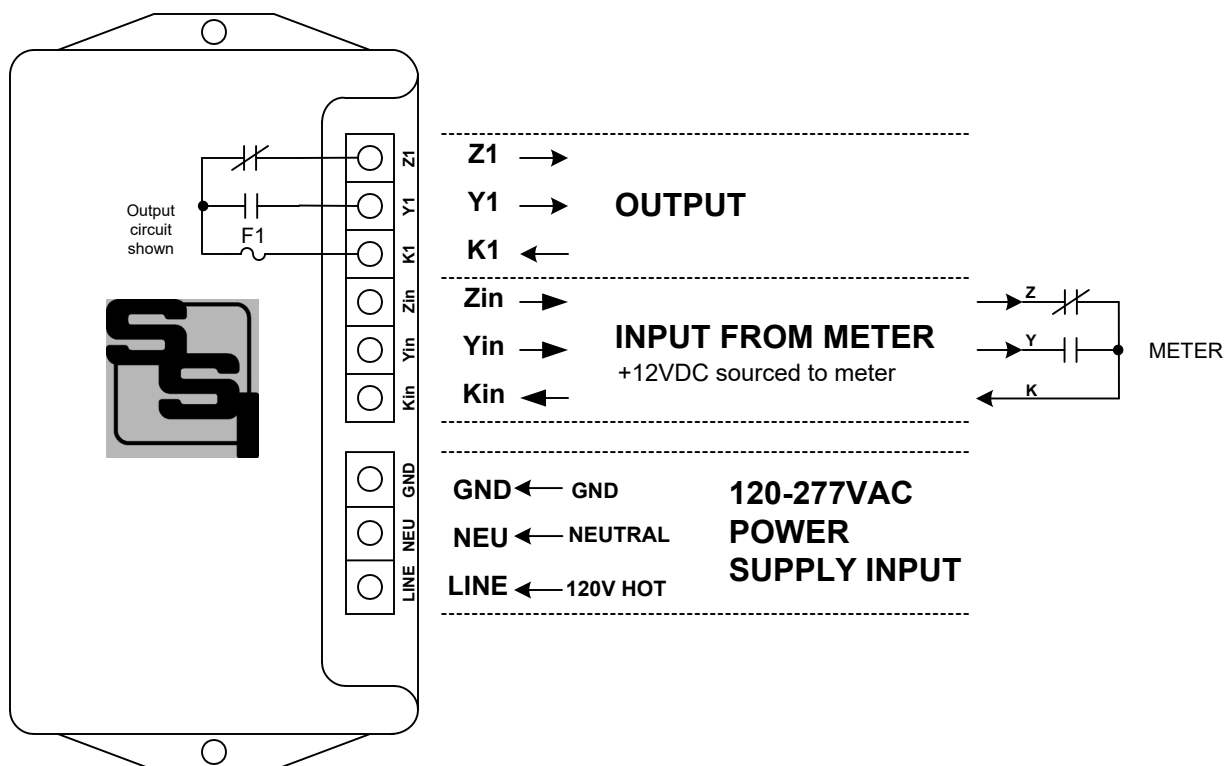 Output
circuit
shown
F1
Z1
Y1
K1
Zin
Yin
Kin
GND
NEU
LINE
SSI
Z1
Y1
K1
OUTPUT
Zin
Yin
Kin
INPUT FROM METER
+12VDC sourced to meter
Z
Y
K
METER
GND GND
NEU NEUTRAL
LINE 120V HOT
120-277VAC
POWER
SUPPLY INPUT